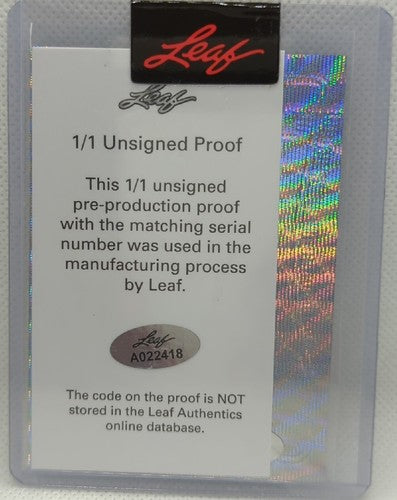 Leaf
Leaf
1/1 Unsigned Proof
This 1/1 unsigned
pre-production proof
with the matching serial
number was used in the
manufacturing process
by Leaf.
Leaf
A022418
The code on the proof is NOT
stored in the Leaf Authentics
online database.